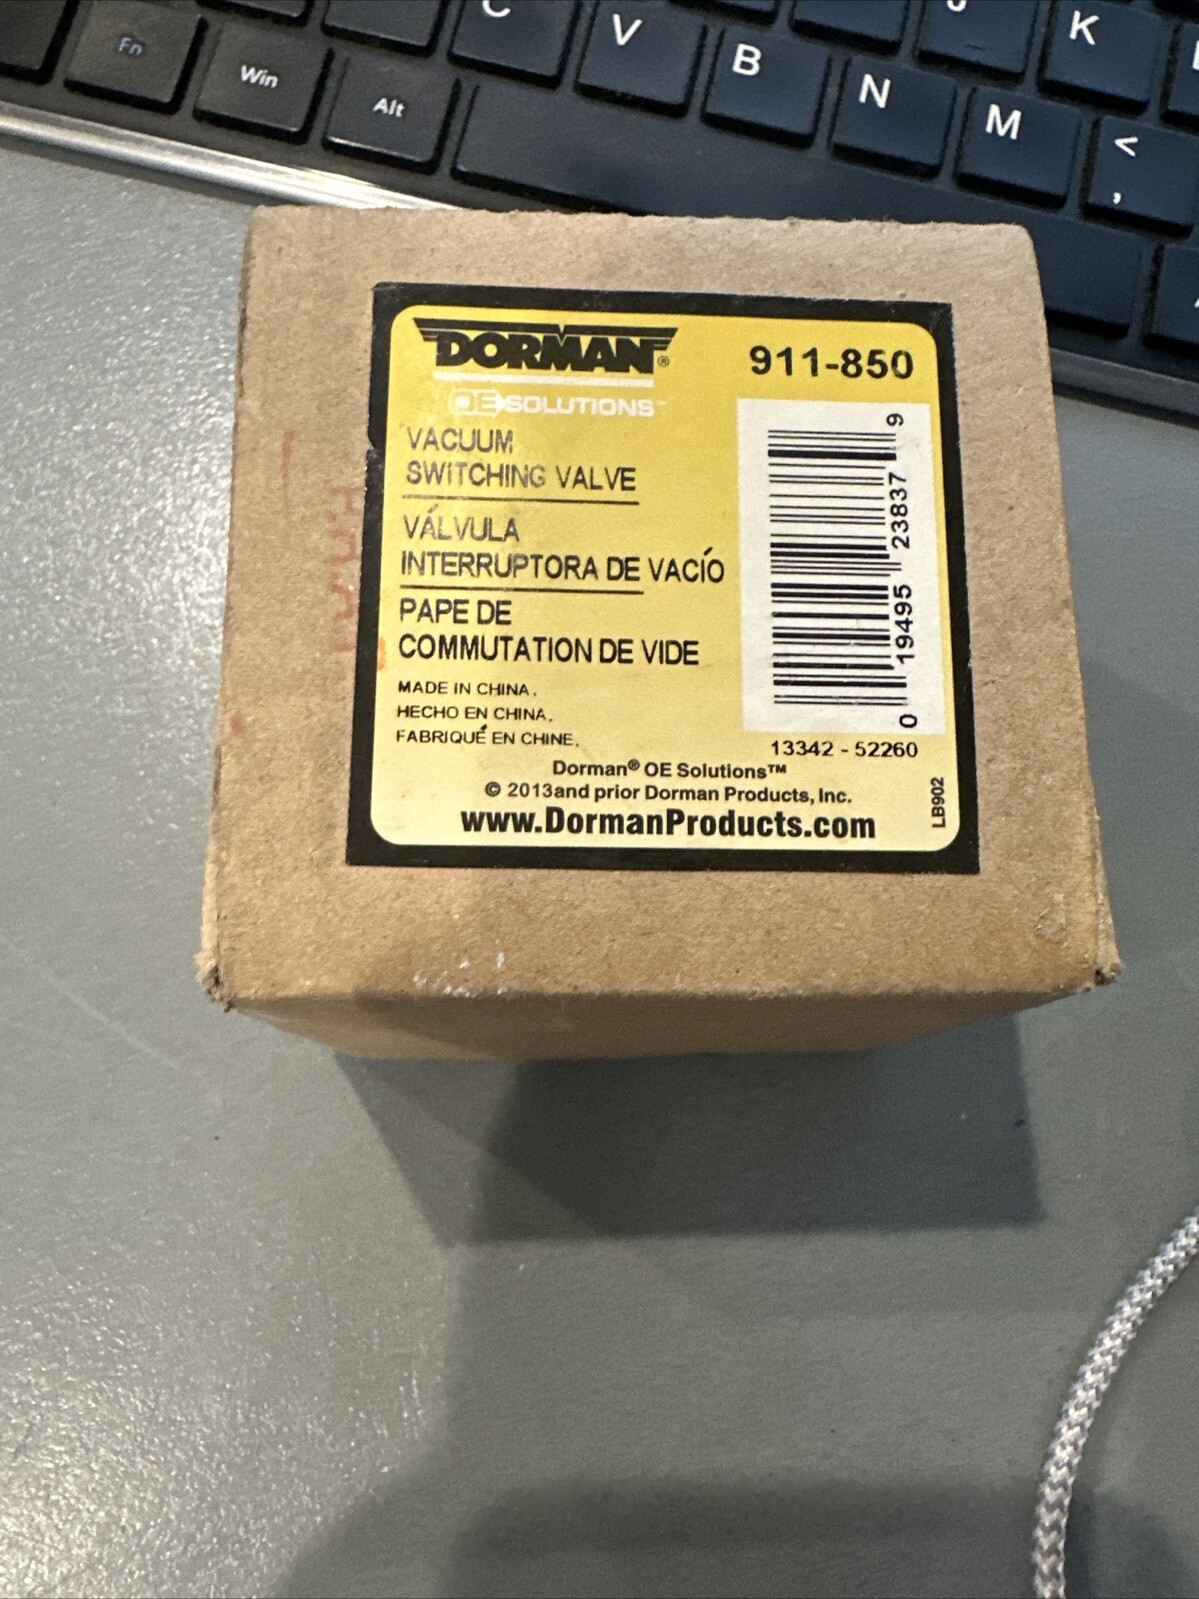 C
V
B
N
M
K
<
,
Fn
Win
Alt
DORMAN®
OE SOLUTIONS™
911-850
VACUUM
SWITCHING VALVE
VÁLVULA
INTERRUPTORA DE VACÍO
PAPE DE
COMMUTATION DE VIDE
MADE IN CHINA.
HECHO EN CHINA.
FABRIQUÉ EN CHINE.
0 19495 23837 9
13342 - 52260
Dorman® OE Solutions™
© 2013and prior Dorman Products, Inc.
www.DormanProducts.com
LB902